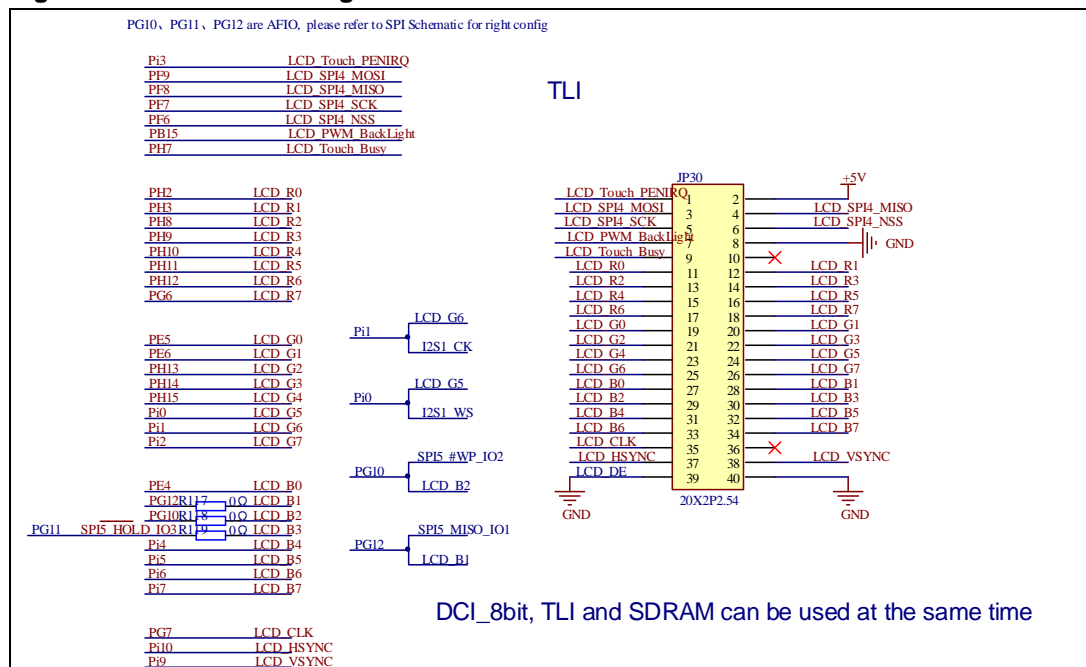 PG10、PG11、PG12 are AFIO, please refer to SPI Schematic for right config
Pi3 LCD_Touch_PENIRQ
PF9 LCD_SPI4_MOSI
PF8 LCD_SPI4_MISO
PF7 LCD_SPI4_SCK
PF6 LCD_SPI4_NSS
PB15 LCD_PWM_BackLight
PH7 LCD_Touch_Busy
TLI
PH2 LCD_R0
PH3 LCD_R1
PH8 LCD_R2
PH9 LCD_R3
PH10 LCD_R4
PH11 LCD_R5
PH12 LCD_R6
PG6 LCD_R7
PE5 LCD_G0
PE6 LCD_G1
PH13 LCD_G2
PH14 LCD_G3
PH15 LCD_G4
Pi0 LCD_G5
Pi1 LCD_G6
Pi2 LCD_G7
PE4 LCD_B0
PG12 R117 0Ω LCD_B1
PG10 R118 0Ω LCD_B2
PG11 SPI5_HOLD_IO3 R119 0Ω LCD_B3
Pi4 LCD_B4
Pi5 LCD_B5
Pi6 LCD_B6
Pi7 LCD_B7
PG7 LCD_CLK
Pi10 LCD_HSYNC
Pi9 LCD_VSYNC
LCD_G6
Pi1
I2S1_CK
LCD_G5
Pi0
I2S1_WS
SPI5_#WP_IO2
PG10
LCD_B2
SPI5_MISO_IO1
PG12
LCD_B1
JP30
+5V
LCD_Touch_PENIRQ 1 2
LCD_SPI4_MOSI 3 4 LCD_SPI4_MISO
LCD_SPI4_SCK 5 6 LCD_SPI4_NSS
LCD_PWM_BackLight 7 8 GND
LCD_Touch_Busy 9 10
LCD_R0 11 12 LCD_R1
LCD_R2 13 14 LCD_R3
LCD_R4 15 16 LCD_R5
LCD_R6 17 18 LCD_R7
LCD_G0 19 20 LCD_G1
LCD_G2 21 22 LCD_G3
LCD_G4 23 24 LCD_G5
LCD_G6 25 26 LCD_G7
LCD_B0 27 28 LCD_B1
LCD_B2 29 30 LCD_B3
LCD_B4 31 32 LCD_B5
LCD_B6 33 34 LCD_B7
LCD_CLK 35 36
LCD_HSYNC 37 38 LCD_VSYNC
LCD_DE 39 40
20X2P2.54
GND
GND
DCI_8bit, TLI and SDRAM can be used at the same time